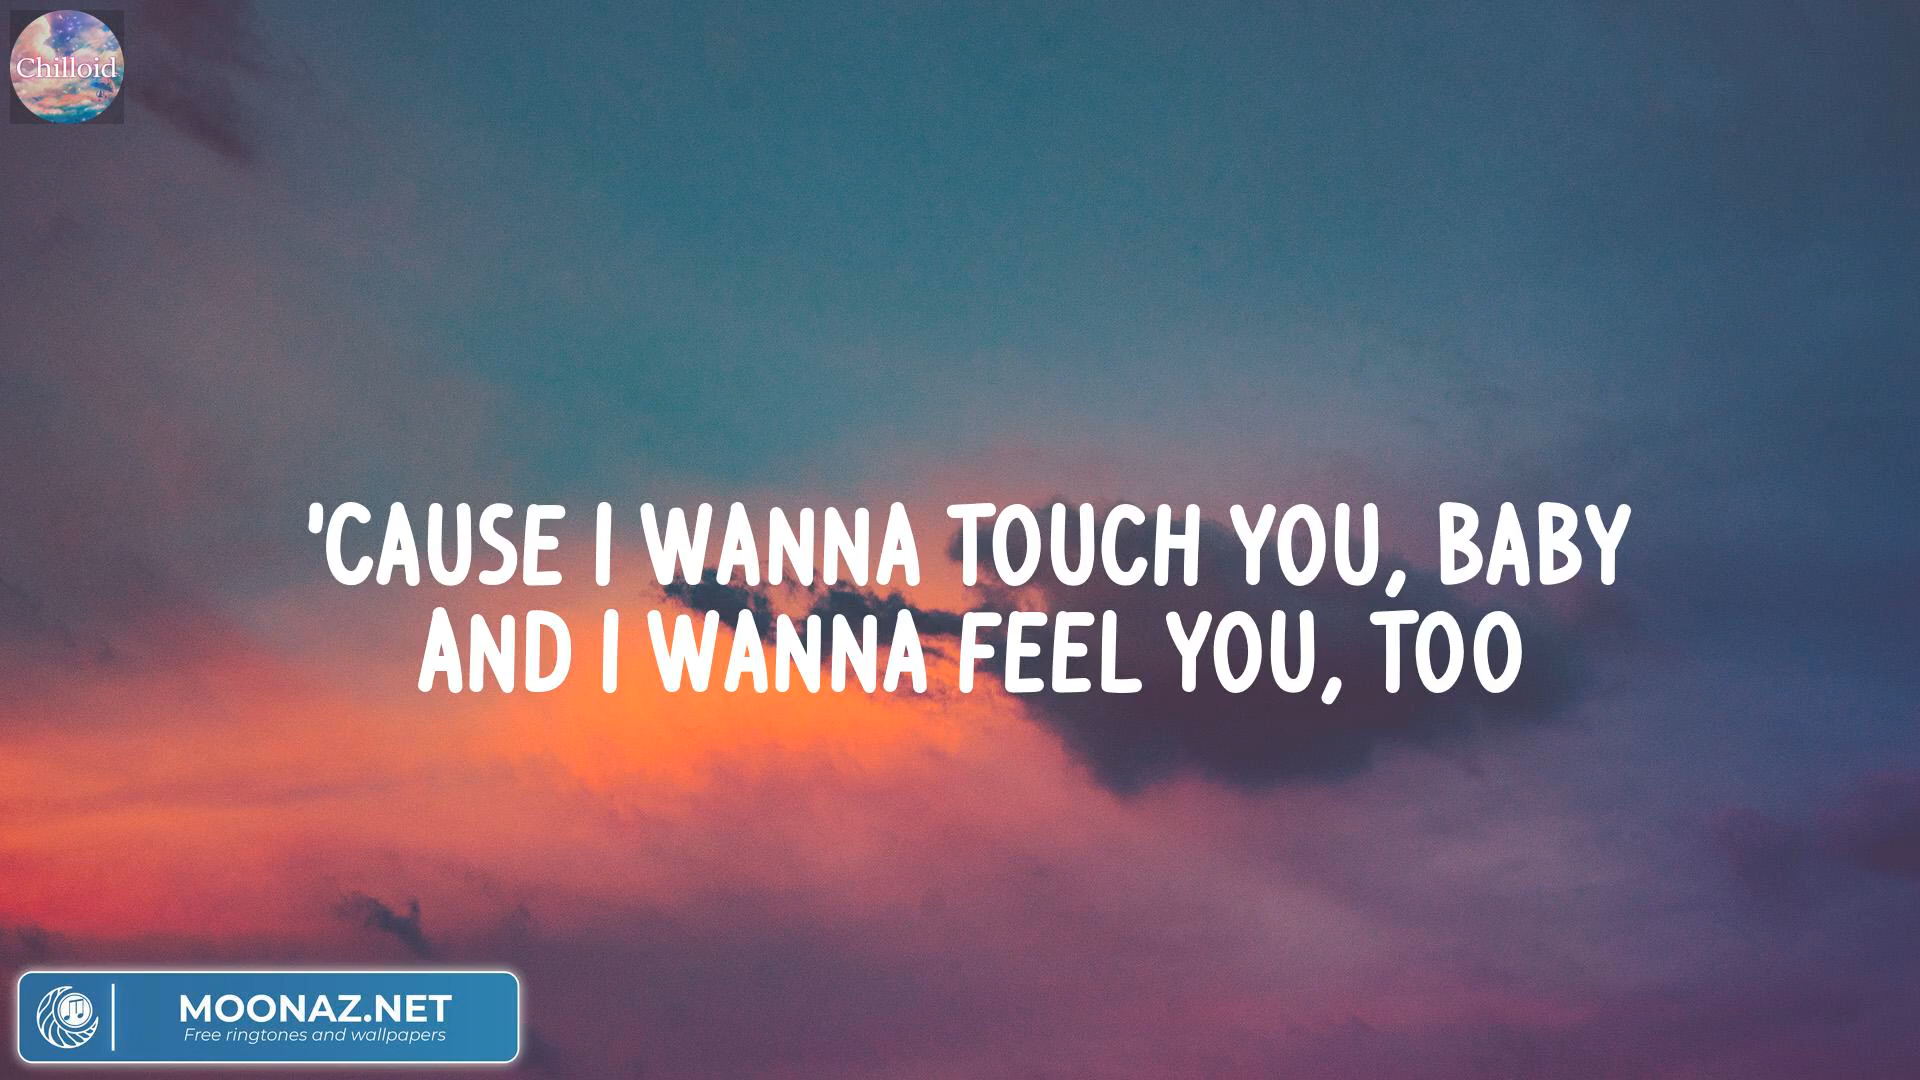 Chilloid
'CAUSE I WANNA TOUCH YOU, BABY
AND I WANNA FEEL YOU, TOO
MOONAZ.NET
Free ringtones and wallpapers